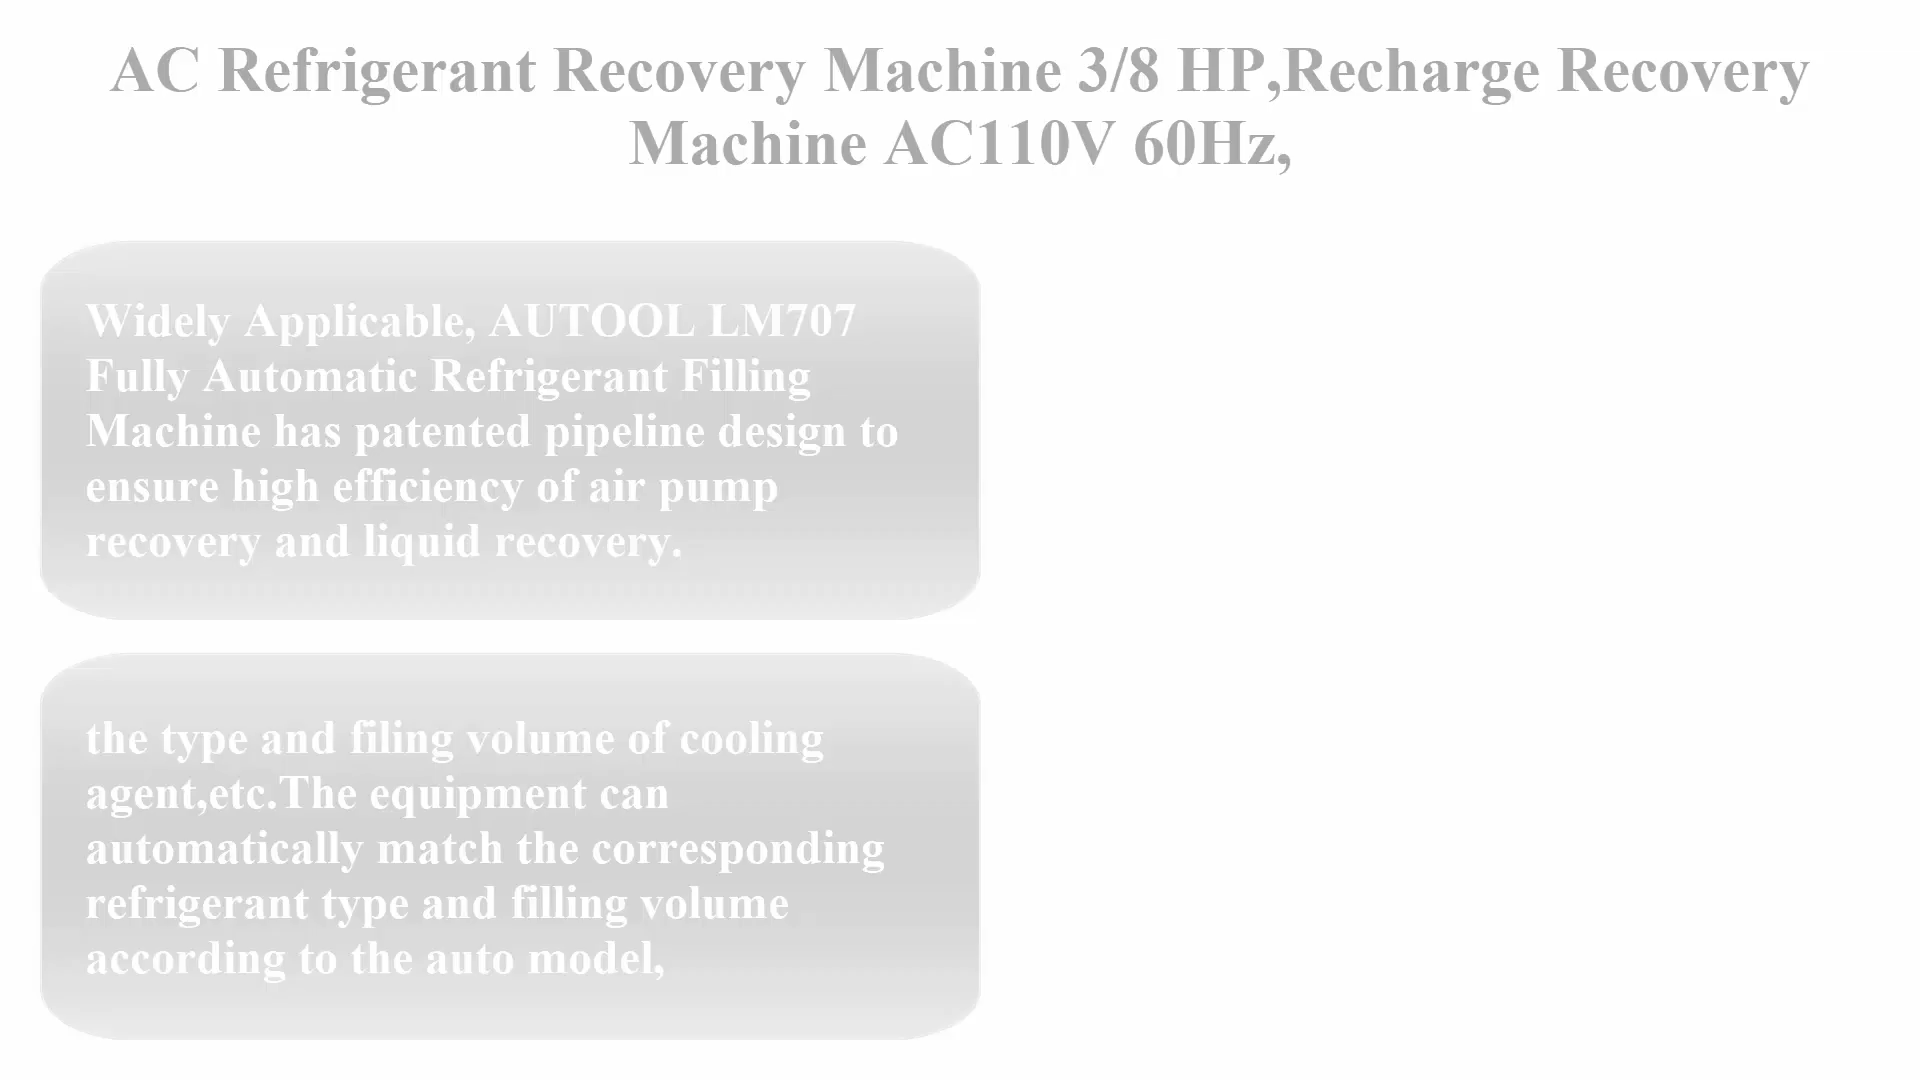 AC Refrigerant Recovery Machine 3/8 HP,Recharge Recovery
Machine AC110V 60Hz,
Widely Applicable, AUTOOL LM707
Fully Automatic Refrigerant Filling
Machine has patented pipeline design to
ensure high efficiency of air pump
recovery and liquid recovery.
the type and filing volume of cooling
agent,etc.The equipment can
automatically match the corresponding
refrigerant type and filling volume
according to the auto model,